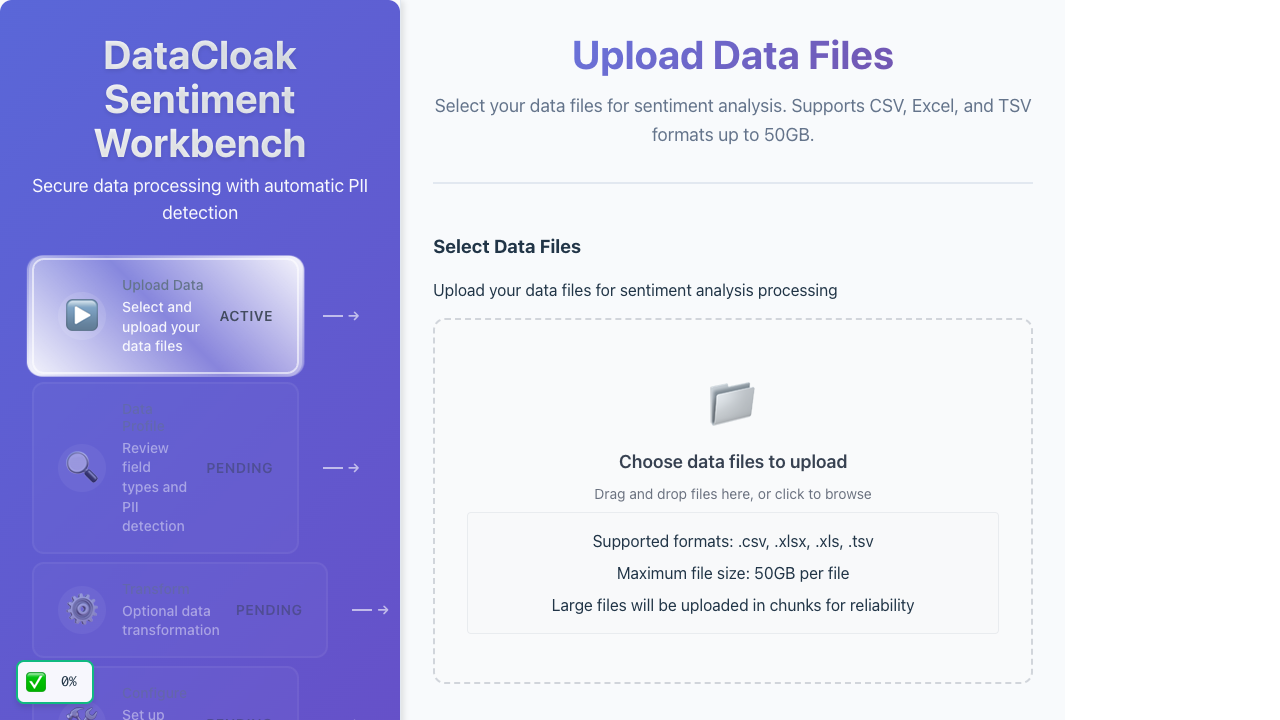 DataCloak
Sentiment
Workbench
Secure data processing with automatic PII
detection
Upload Data
Select and
upload your
data files
ACTIVE
Review
field
types and
PII
detection
PENDING
Optional data
transformation
PENDING
Set up
0%
Upload Data Files
Select your data files for sentiment analysis. Supports CSV, Excel, and TSV
formats up to 50GB.
Select Data Files
Upload your data files for sentiment analysis processing
Choose data files to upload
Drag and drop files here, or click to browse
Supported formats: .csv, .xlsx, .xls, .tsv
Maximum file size: 50GB per file
Large files will be uploaded in chunks for reliability